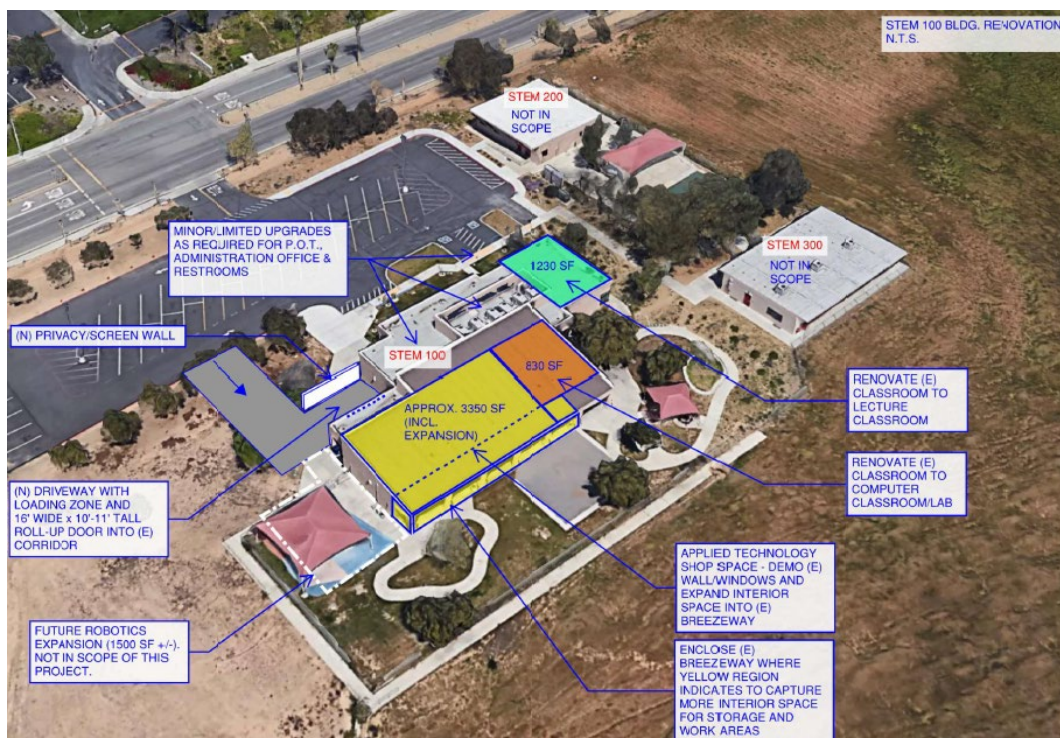 STEM 100 BLDG. RENOVATION
N.T.S.
STEM 200
NOT IN
SCOPE
MINOR/LIMITED UPGRADES
AS REQUIRED FOR P.O.T.,
ADMINISTRATION OFFICE &
RESTROOMS
1230 SF
STEM 300
NOT IN
SCOPE
(N) PRIVACY/SCREEN WALL
STEM 100
830 SF
APPROX. 3350 SF
(INCL.
EXPANSION)
RENOVATE (E)
CLASSROOM TO
LECTURE
CLASSROOM
RENOVATE (E)
CLASSROOM TO
COMPUTER
CLASSROOM/LAB
(N) DRIVEWAY WITH
LOADING ZONE AND
16' WIDE x 10'-11' TALL
ROLL-UP DOOR INTO (E)
CORRIDOR
APPLIED TECHNOLOGY
SHOP SPACE - DEMO (E)
WALL/WINDOWS AND
EXPAND INTERIOR
SPACE INTO (E)
BREEZEWAY
FUTURE ROBOTICS
EXPANSION (1500 SF +/-).
NOT IN SCOPE OF THIS
PROJECT.
ENCLOSE (E)
BREEZEWAY WHERE
YELLOW REGION
INDICATES TO CAPTURE
MORE INTERIOR SPACE
FOR STORAGE AND
WORK AREAS